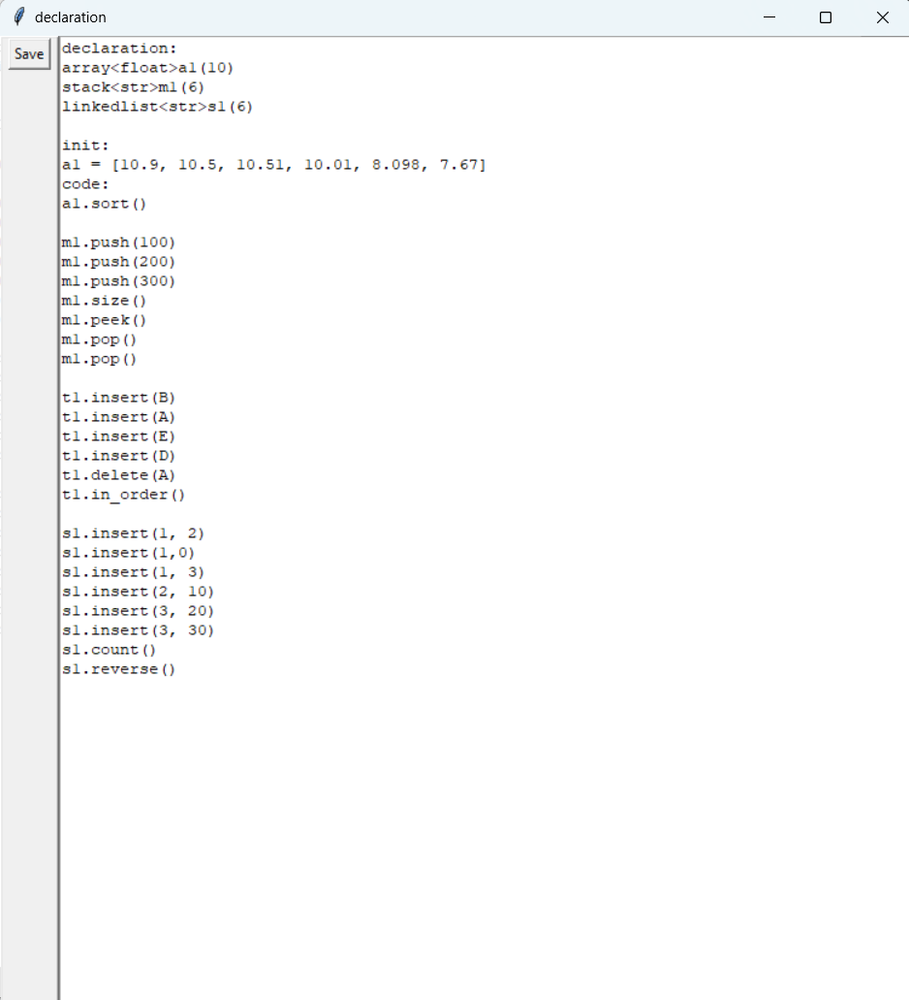 declaration
Save
declaration:
array<float>a1(10)
stack<str>m1(6)
linkedlist<str>s1(6)
init:
a1 = [10.9, 10.5, 10.51, 10.01, 8.098, 7.67]
code:
a1.sort()
m1.push(100)
m1.push(200)
m1.push(300)
m1.size()
m1.peek()
m1.pop()
m1.pop()
t1.insert(B)
t1.insert(A)
t1.insert(E)
t1.insert(D)
t1.delete(A)
t1.in_order()
s1.insert(1, 2)
s1.insert(1,0)
s1.insert(1, 3)
s1.insert(2, 10)
s1.insert(3, 20)
s1.insert(3, 30)
s1.count()
s1.reverse()